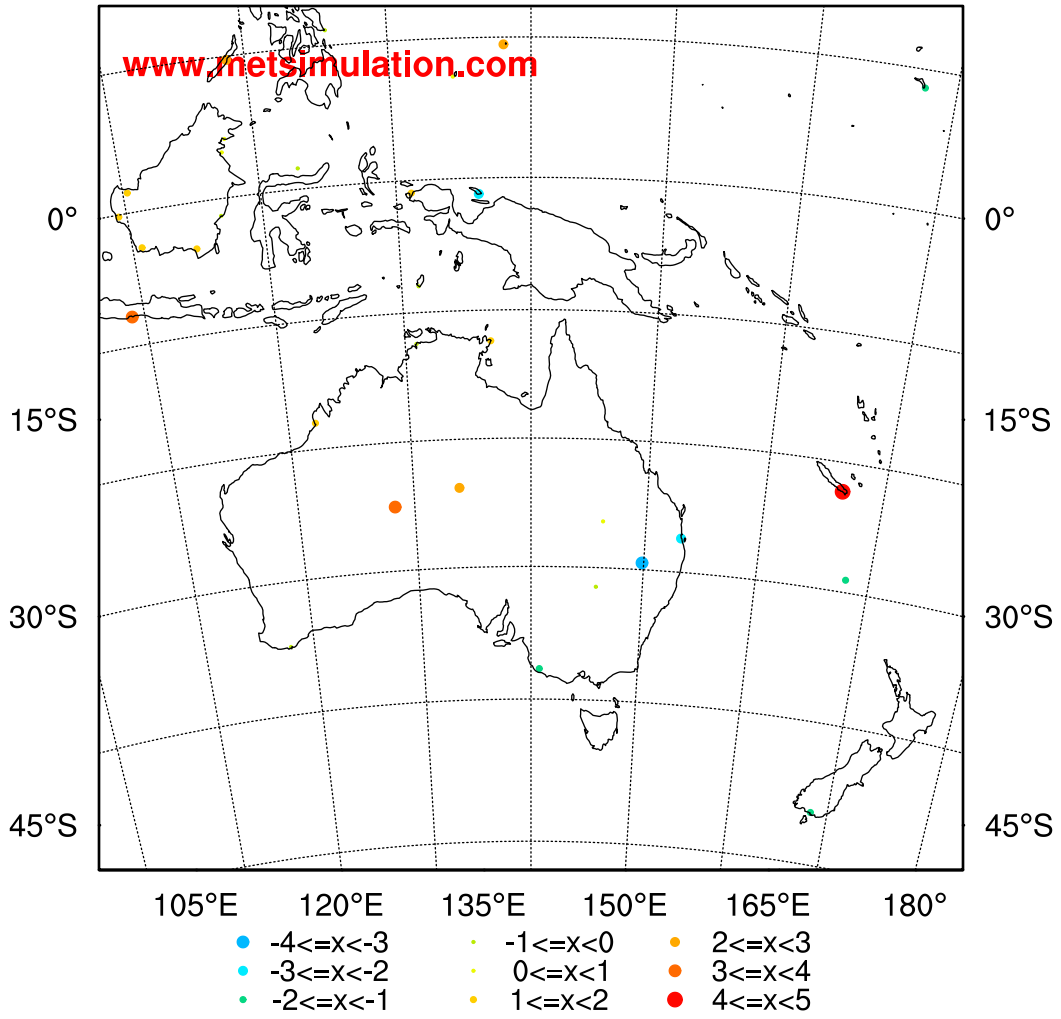 www.metsimulation.com
0° 0°
15°S 15°S
30°S 30°S
45°S 45°S
105°E 120°E 135°E 150°E 165°E 180°
-4<=x<-3 -1<=x<0 2<=x<3
-3<=x<-2 0<=x<1 3<=x<4
-2<=x<-1 1<=x<2 4<=x<5